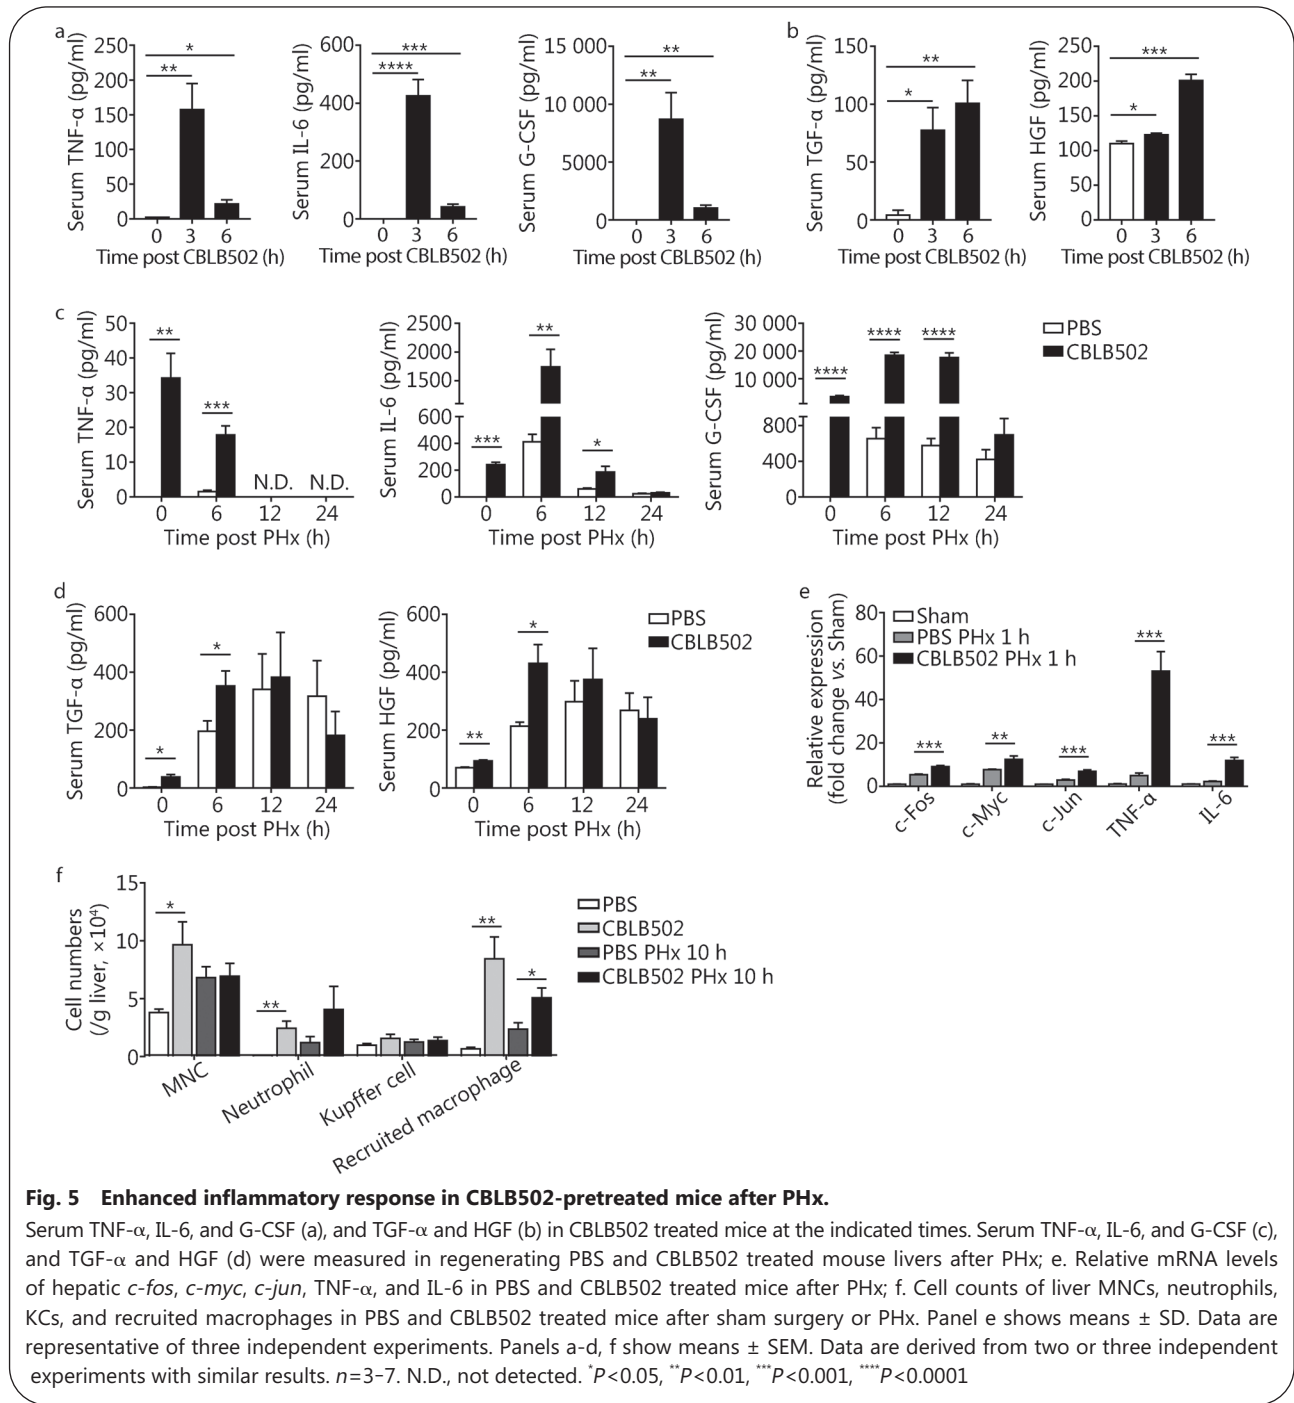 a
b
Serum TNF-α (pg/ml)
250
200
150
100
50
0
*
**
0 3 6
Time post CBLB502 (h)
Serum IL-6 (pg/ml)
600
400
200
0
***
****
0 3 6
Time post CBLB502 (h)
Serum G-CSF (pg/ml)
15 000
10 000
5000
0
**
**
0 3 6
Time post CBLB502 (h)
Serum TGF-α (pg/ml)
150
100
50
0
**
*
0 3 6
Time post CBLB502 (h)
Serum HGF (pg/ml)
250
200
150
100
50
0
***
*
0 3 6
Time post CBLB502 (h)
c
Serum TNF-α (pg/ml)
50
40
30
20
10
0
**
***
N.D. N.D.
0 6 12 24
Time post PHx (h)
Serum IL-6 (pg/ml)
2500
2000
1500
600
400
200
0
***
**
*
0 6 12 24
Time post PHx (h)
Serum G-CSF (pg/ml)
30 000
20 000
10 000
800
400
0
****
****
****
0 6 12 24
Time post PHx (h)
PBS
CBLB502
d
Serum TGF-α (pg/ml)
600
400
200
0
*
*
0 6 12 24
Time post PHx (h)
Serum HGF (pg/ml)
600
400
200
0
**
*
0 6 12 24
Time post PHx (h)
PBS
CBLB502
e
Relative expression
(fold change vs. Sham)
80
60
40
20
0
Sham
PBS PHx 1 h
CBLB502 PHx 1 h
***
**
***
***
***
c-Fos
c-Myc
c-Jun
TNF-α
IL-6
f
Cell numbers
(/g liver, ×10⁴)
15
10
5
0
*
**
**
*
MNC
Neutrophil
Kupffer cell
Recruited macrophage
PBS
CBLB502
PBS PHx 10 h
CBLB502 PHx 10 h
Fig. 5 Enhanced inflammatory response in CBLB502-pretreated mice after PHx.
Serum TNF-α, IL-6, and G-CSF (a), and TGF-α and HGF (b) in CBLB502 treated mice at the indicated times. Serum TNF-α, IL-6, and G-CSF (c),
and TGF-α and HGF (d) were measured in regenerating PBS and CBLB502 treated mouse livers after PHx; e. Relative mRNA levels
of hepatic c-fos, c-myc, c-jun, TNF-α, and IL-6 in PBS and CBLB502 treated mice after PHx; f. Cell counts of liver MNCs, neutrophils,
KCs, and recruited macrophages in PBS and CBLB502 treated mice after sham surgery or PHx. Panel e shows means ± SD. Data are
representative of three independent experiments. Panels a-d, f show means ± SEM. Data are derived from two or three independent
experiments with similar results. n=3-7. N.D., not detected. *P<0.05, **P<0.01, ***P<0.001, ****P<0.0001